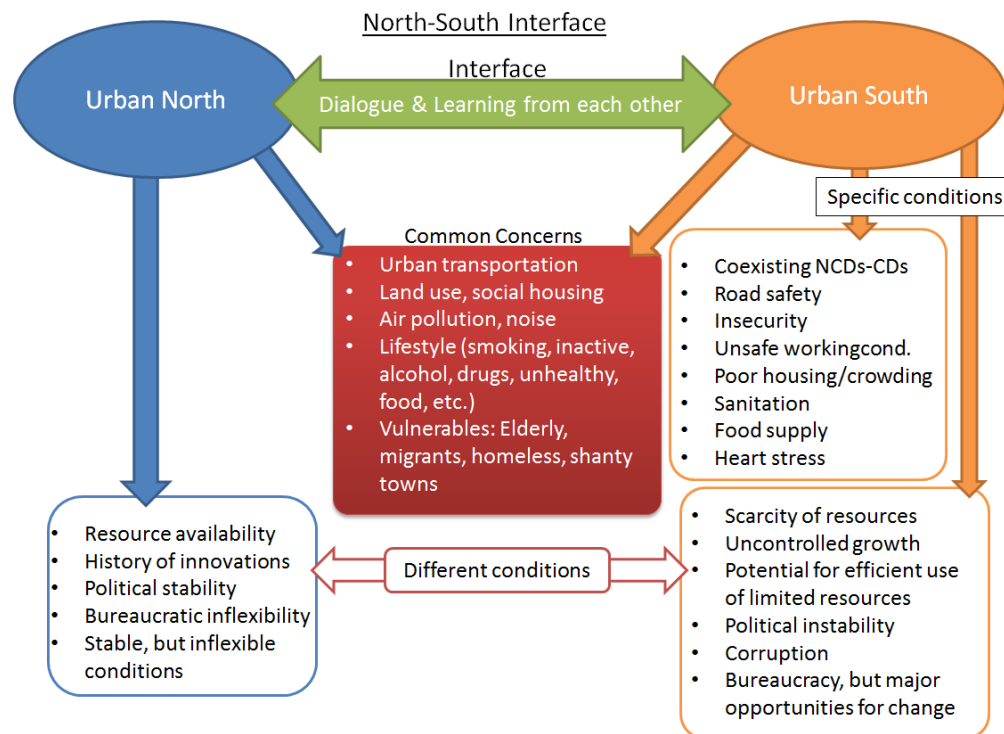 North-South Interface
Interface
Urban North
Dialogue & Learning from each other
Urban South
Specific conditions
Common Concerns
• Urban transportation
• Land use, social housing
• Air pollution, noise
• Lifestyle (smoking, inactive,
alcohol, drugs, unhealthy,
food, etc.)
• Vulnerables: Elderly,
migrants, homeless, shanty
towns
• Coexisting NCDs-CDs
• Road safety
• Insecurity
• Unsafe workingcond.
• Poor housing/crowding
• Sanitation
• Food supply
• Heart stress
• Resource availability
• History of innovations
• Political stability
• Bureaucratic inflexibility
• Stable, but inflexible
conditions
Different conditions
• Scarcity of resources
• Uncontrolled growth
• Potential for efficient use
of limited resources
• Political instability
• Corruption
• Bureaucracy, but major
opportunities for change